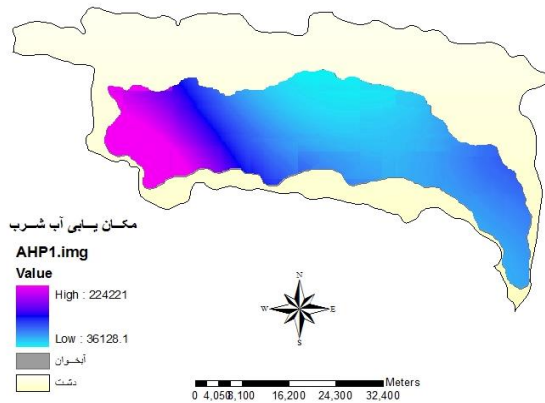 مکان یابی آب شرب
AHP1.img
Value
High : 224221
Low : 36128.1
آبخوان
دشت
N
W E
S
Meters
0 4,050 8,100 16,200 24,300 32,400